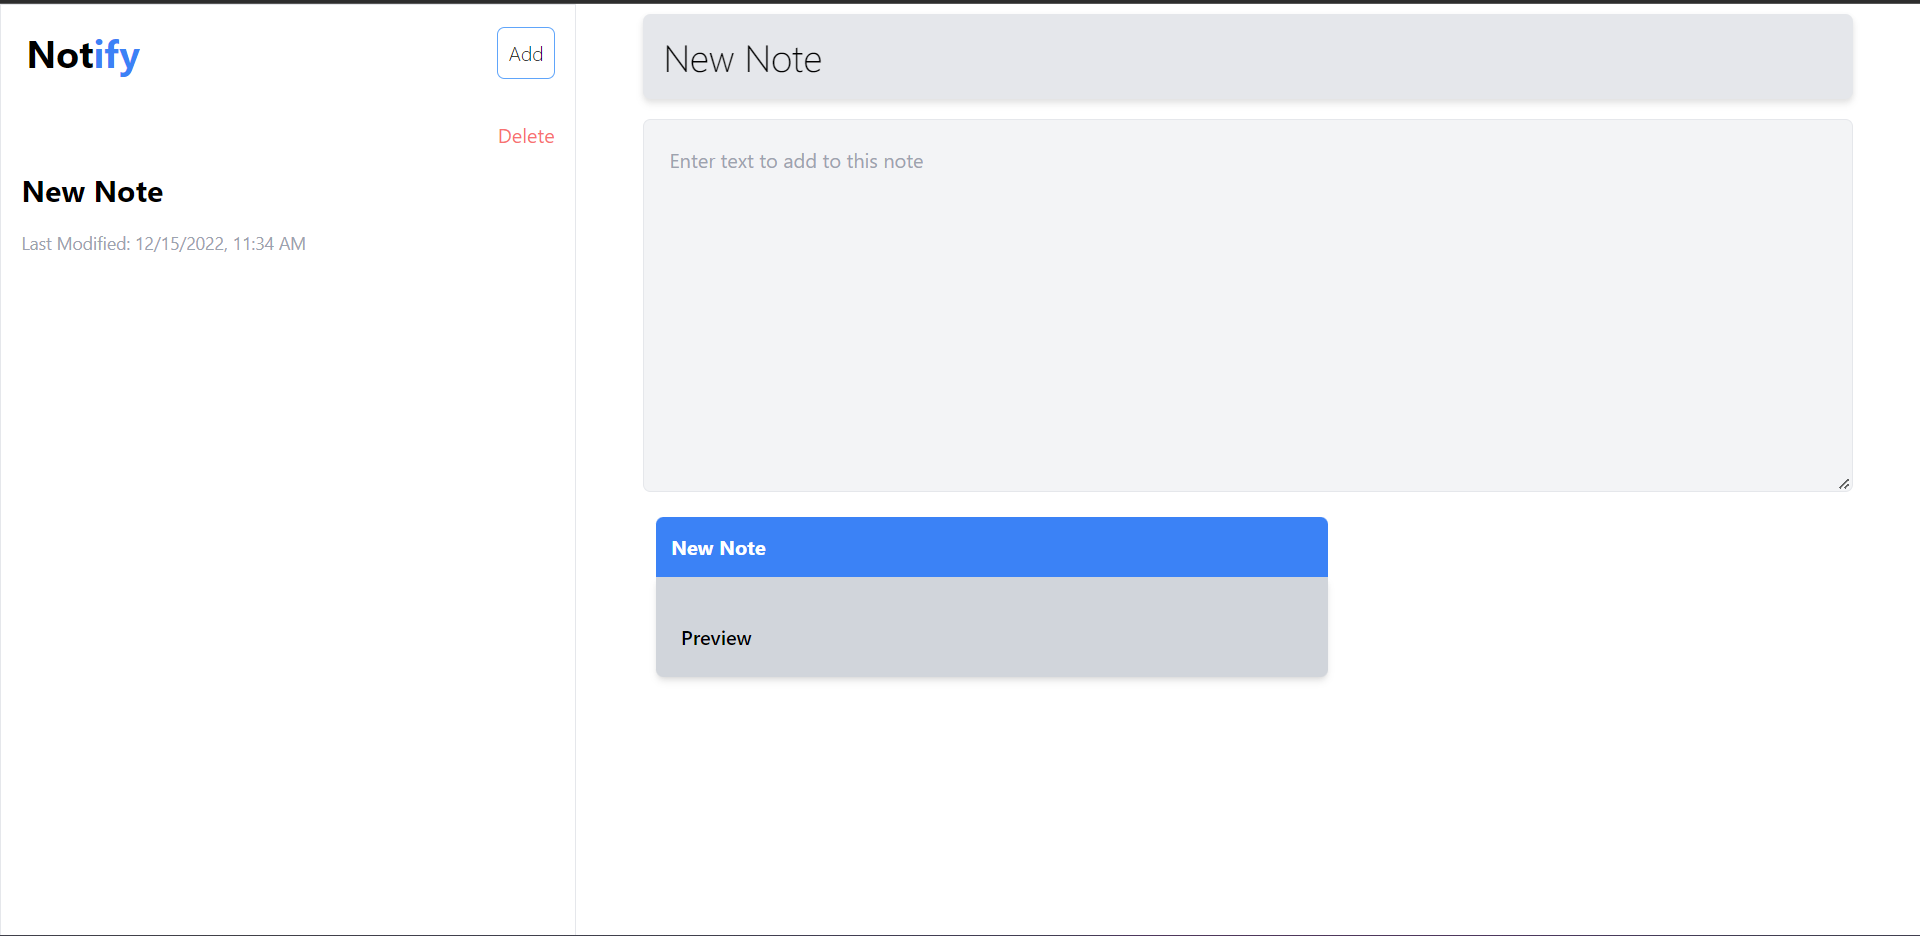 Notify
Add
Delete
New Note
Last Modified: 12/15/2022, 11:34 AM
New Note
Enter text to add to this note
New Note
Preview